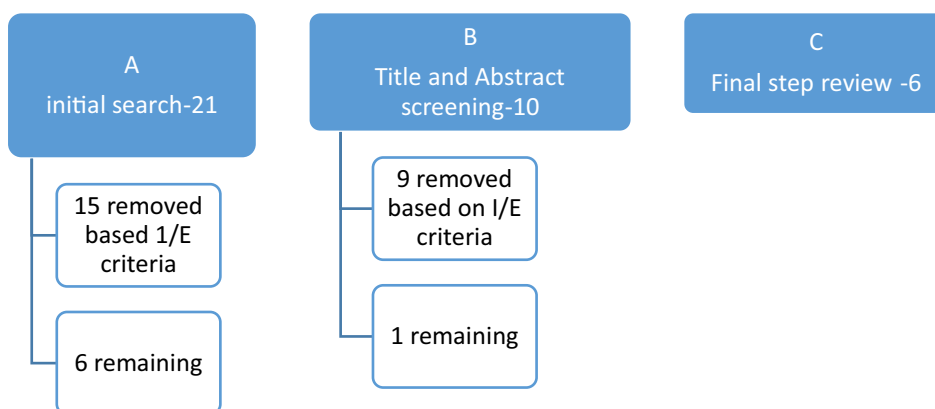 A
initial search-21
15 removed
based 1/E
criteria
6 remaining
B
Title and Abstract
screening-10
9 removed
based on I/E
criteria
1 remaining
C
Final step review -6